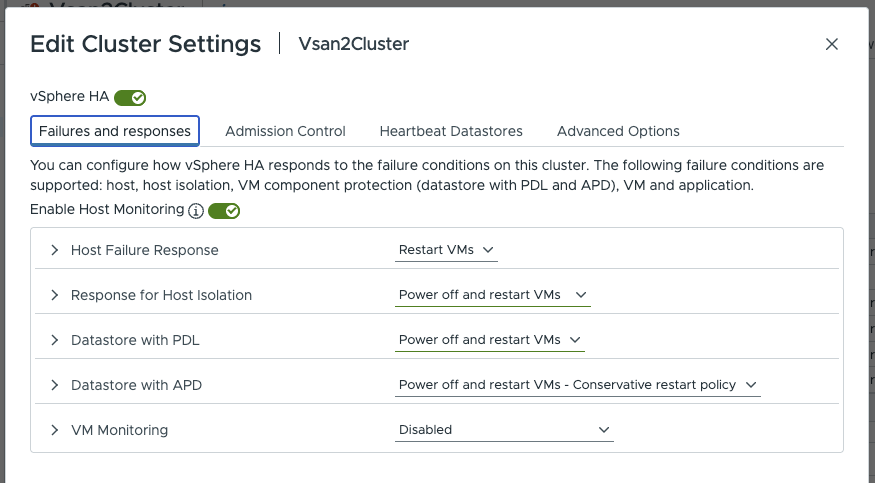 Edit Cluster Settings | Vsan2Cluster
vSphere HA
Failures and responses Admission Control Heartbeat Datastores Advanced Options
You can configure how vSphere HA responds to the failure conditions on this cluster. The following failure conditions are
supported: host, host isolation, VM component protection (datastore with PDL and APD), VM and application.
Enable Host Monitoring
Host Failure Response Restart VMs
Response for Host Isolation Power off and restart VMs
Datastore with PDL Power off and restart VMs
Datastore with APD Power off and restart VMs - Conservative restart policy
VM Monitoring Disabled